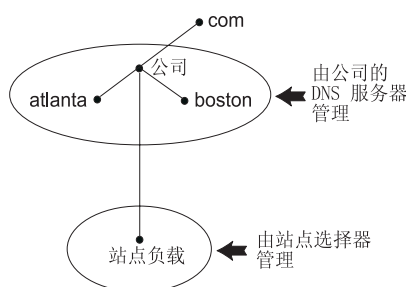 com
公司
atlanta
boston
由公司的
DNS 服务器
管理
站点负载
由站点选择器
管理